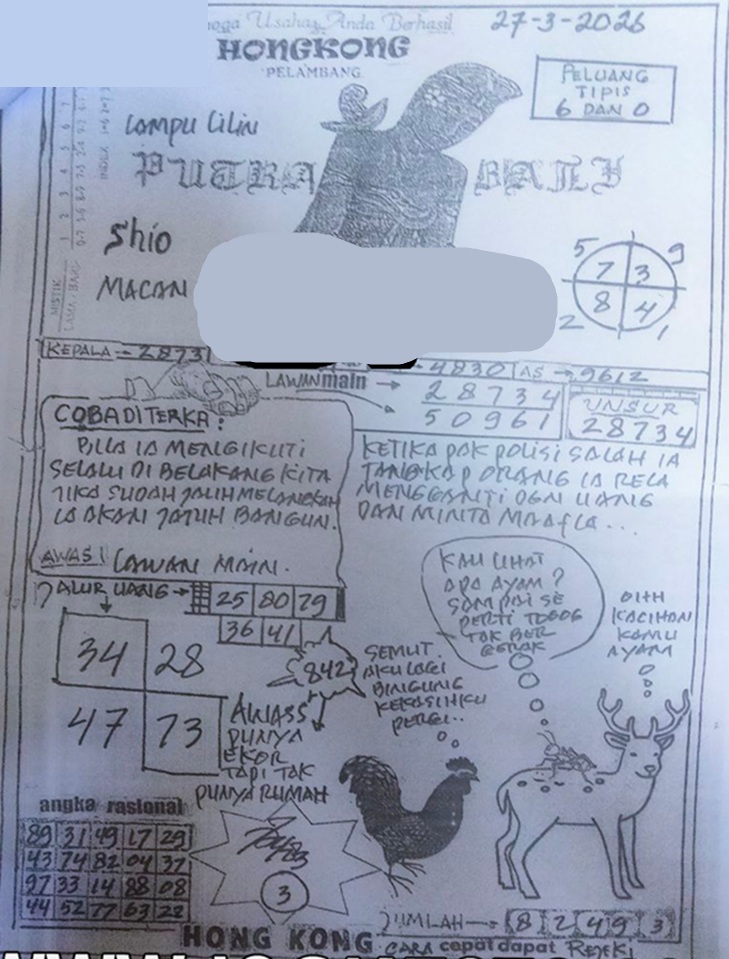 Usaha Anda Berhasil
27-3-2026
HONGKONG
PELAMBANG
PELUANG
TIPIS
6 DAN 0
LAMPU LILIN
PUTRA BALI
Shio
MACAN
5 9
7 3
8 4
2 1
KEPALA → 28731
4830 AS → 9612
LAWAN main →
28734
50961
UNSUR
28734
COBA DITERKA:
BILA IA MENGIKUTI
SELALU DI BELAKANG KITA
JIKA SUDAH JAUH MELANGKAH
IA AKAN JATUH BANGUN.
AWAS! LAWAN MAIN.
KETIKA PAK POLISI SALAH IA
TANGKAP ORANG IA RELA
MENGGANTI DGN UANG
DAN MINTA MAAFLA...
JALUR UANG →
25 80 79
36 41
34 28
47 73
842
AWASS
PUNYA
EKOR
TAPI TAK
PUNYA RUMAH
SEMUT.
AKU LAGI
BINGUNG
KEKASIHKU
PERGI..
KAU LIHAT
APA AYAM?
SAMPAI SE
PERTI TOGOG
TAK BER
GERAK
DIIH
KACIHAN
KAMU
AYAM
angka rasional
89 31 49 17 29
43 74 82 04 37
97 33 14 88 08
44 52 77 63 22
3
JUMLAH → 8 2 4 9 3
HONG KONG CARA cepat dapat REJEKI